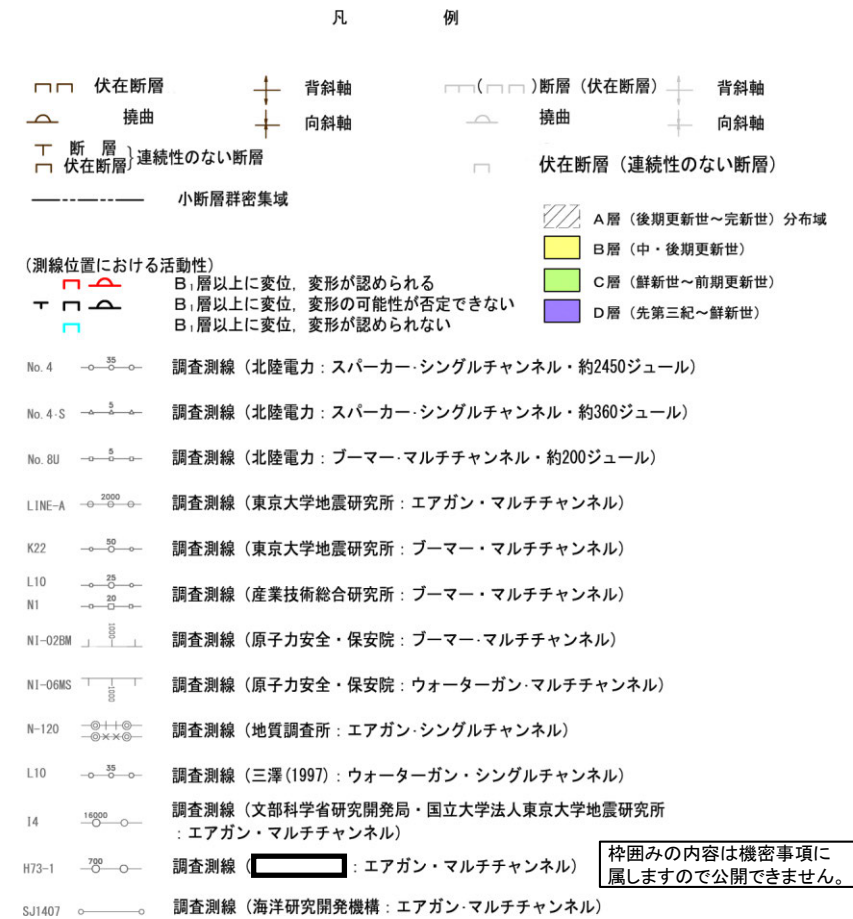 凡 例
伏在断層 背斜軸 ( )断層（伏在断層） 背斜軸
撓曲 向斜軸 撓曲 向斜軸
断 層
伏在断層 }連続性のない断層 伏在断層（連続性のない断層）
小断層群密集域
A層（後期更新世～完新世）分布域
B層（中・後期更新世）
C層（鮮新世～前期更新世）
D層（先第三紀～鮮新世）
(測線位置における活動性)
B₁層以上に変位，変形が認められる
B₁層以上に変位，変形の可能性が否定できない
B₁層以上に変位，変形が認められない
No. 4 35 調査測線（北陸電力：スパーカー・シングルチャンネル・約2450ジュール）
No. 4-S 5 調査測線（北陸電力：スパーカー・シングルチャンネル・約360ジュール）
No. 8U 5 調査測線（北陸電力：ブーマー・マルチチャンネル・約200ジュール）
LINE-A 2000 調査測線（東京大学地震研究所：エアガン・マルチチャンネル）
K22 50 調査測線（東京大学地震研究所：ブーマー・マルチチャンネル）
L10 25
N1 20 調査測線（産業技術総合研究所：ブーマー・マルチチャンネル）
NI-02BM 1000 調査測線（原子力安全・保安院：ブーマー・マルチチャンネル）
NI-06MS 1000 調査測線（原子力安全・保安院：ウォーターガン・マルチチャンネル）
N-120 調査測線（地質調査所：エアガン・シングルチャンネル）
L10 35 調査測線（三澤(1997)：ウォーターガン・シングルチャンネル）
I4 16000 調査測線（文部科学省研究開発局・国立大学法人東京大学地震研究所
：エアガン・マルチチャンネル）
H73-1 700 調査測線（ ：エアガン・マルチチャンネル）
枠囲みの内容は機密事項に
属しますので公開できません。
SJ1407 調査測線（海洋研究開発機構：エアガン・マルチチャンネル）